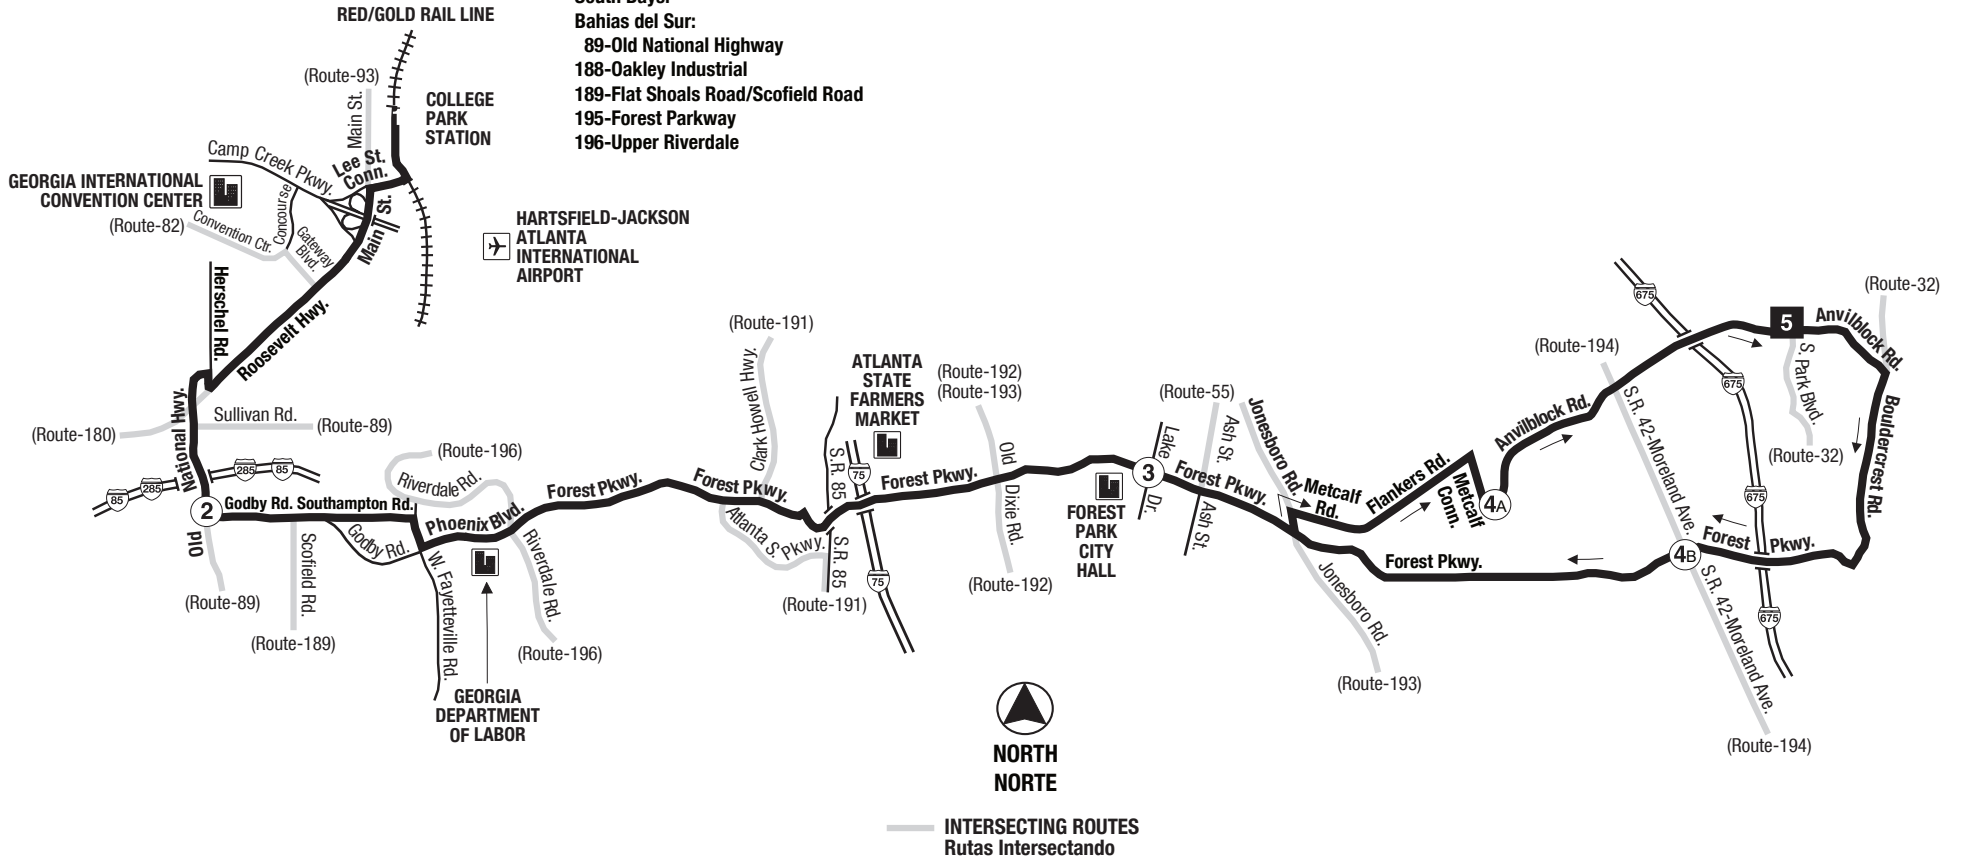 RED/GOLD RAIL LINE
South Bays:
Bahias del Sur:
89-Old National Highway
188-Oakley Industrial
189-Flat Shoals Road/Scofield Road
195-Forest Parkway
196-Upper Riverdale
(Route-93)
Main St.
COLLEGE
PARK
STATION
Camp Creek Pkwy.
Lee St.
Conn.
GEORGIA INTERNATIONAL
CONVENTION CENTER
(Route-82)
Convention Ctr.
Concourse
Gateway
Blvd.
Main St.
HARTSFIELD-JACKSON
ATLANTA
INTERNATIONAL
AIRPORT
Herschel Rd.
Roosevelt Hwy.
Old National Hwy.
Sullivan Rd.
(Route-89)
(Route-180)
85
285
285
85
2
Godby Rd.
Southampton Rd.
(Route-196)
Riverdale Rd.
Phoenix Blvd.
Godby Rd.
Scofield Rd.
(Route-89)
(Route-189)
W. Fayetteville Rd.
Riverdale Rd.
(Route-196)
GEORGIA
DEPARTMENT
OF LABOR
Forest Pkwy.
Forest Pkwy.
(Route-191)
Clark Howell Hwy.
Atlanta S. Pkwy.
S.R. 85
S.R. 85
(Route-191)
75
75
ATLANTA
STATE
FARMERS
MARKET
Forest Pkwy.
(Route-192)
(Route-193)
Old Dixie Rd.
(Route-192)
FOREST
PARK
CITY
HALL
3
Lake Dr.
Forest Pkwy.
(Route-55)
Ash St.
Ash St.
Jonesboro Rd.
Metcalf
Rd.
Flankers Rd.
Metcalf
Conn.
4A
Anvilblock Rd.
Forest Pkwy.
Jonesboro Rd.
(Route-193)
(Route-194)
S.R. 42-Moreland Ave.
4B
S.R. 42-Moreland Ave.
(Route-194)
675
675
675
675
5
Anvilblock Rd.
(Route-32)
S. Park Blvd.
(Route-32)
Bouldercrest Rd.
Forest Pkwy.
NORTH
NORTE
INTERSECTING ROUTES
Rutas Intersectando